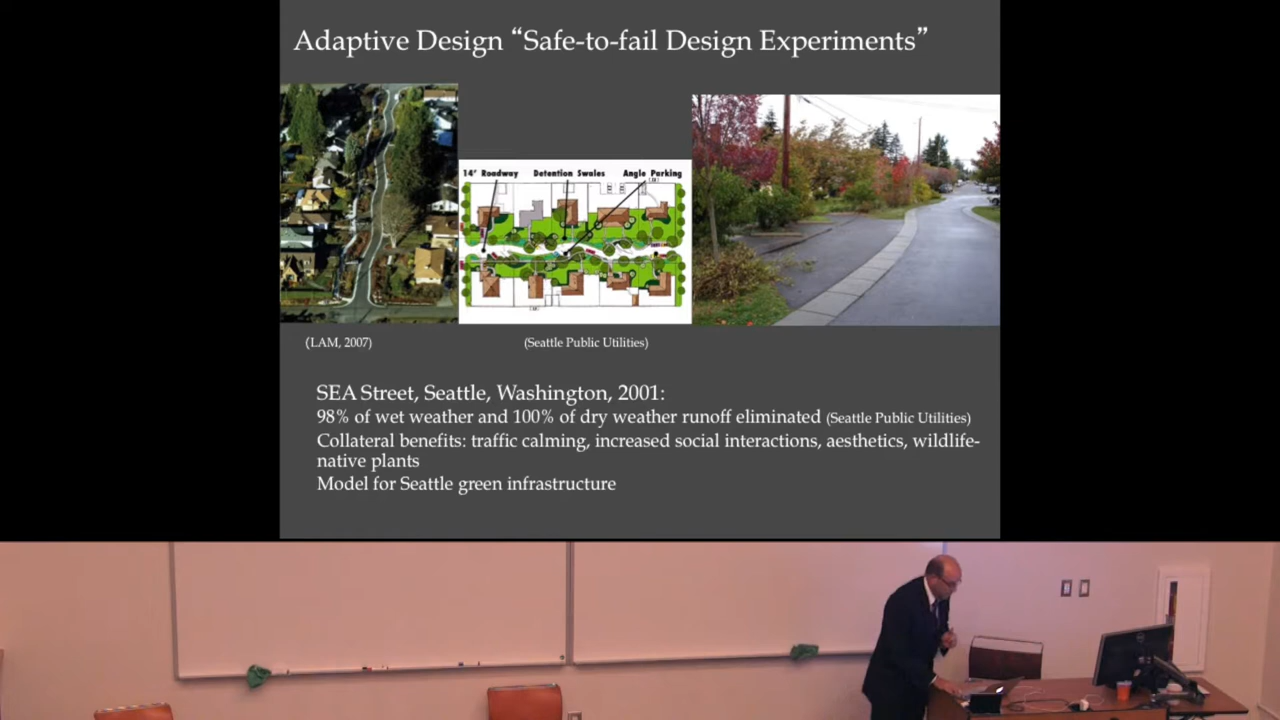 Adaptive Design “Safe-to-fail Design Experiments”
14' Roadway Detention Swales Angle Parking
(LAM, 2007) (Seattle Public Utilities)
SEA Street, Seattle, Washington, 2001:
98% of wet weather and 100% of dry weather runoff eliminated (Seattle Public Utilities)
Collateral benefits: traffic calming, increased social interactions, aesthetics, wildlife-
native plants
Model for Seattle green infrastructure